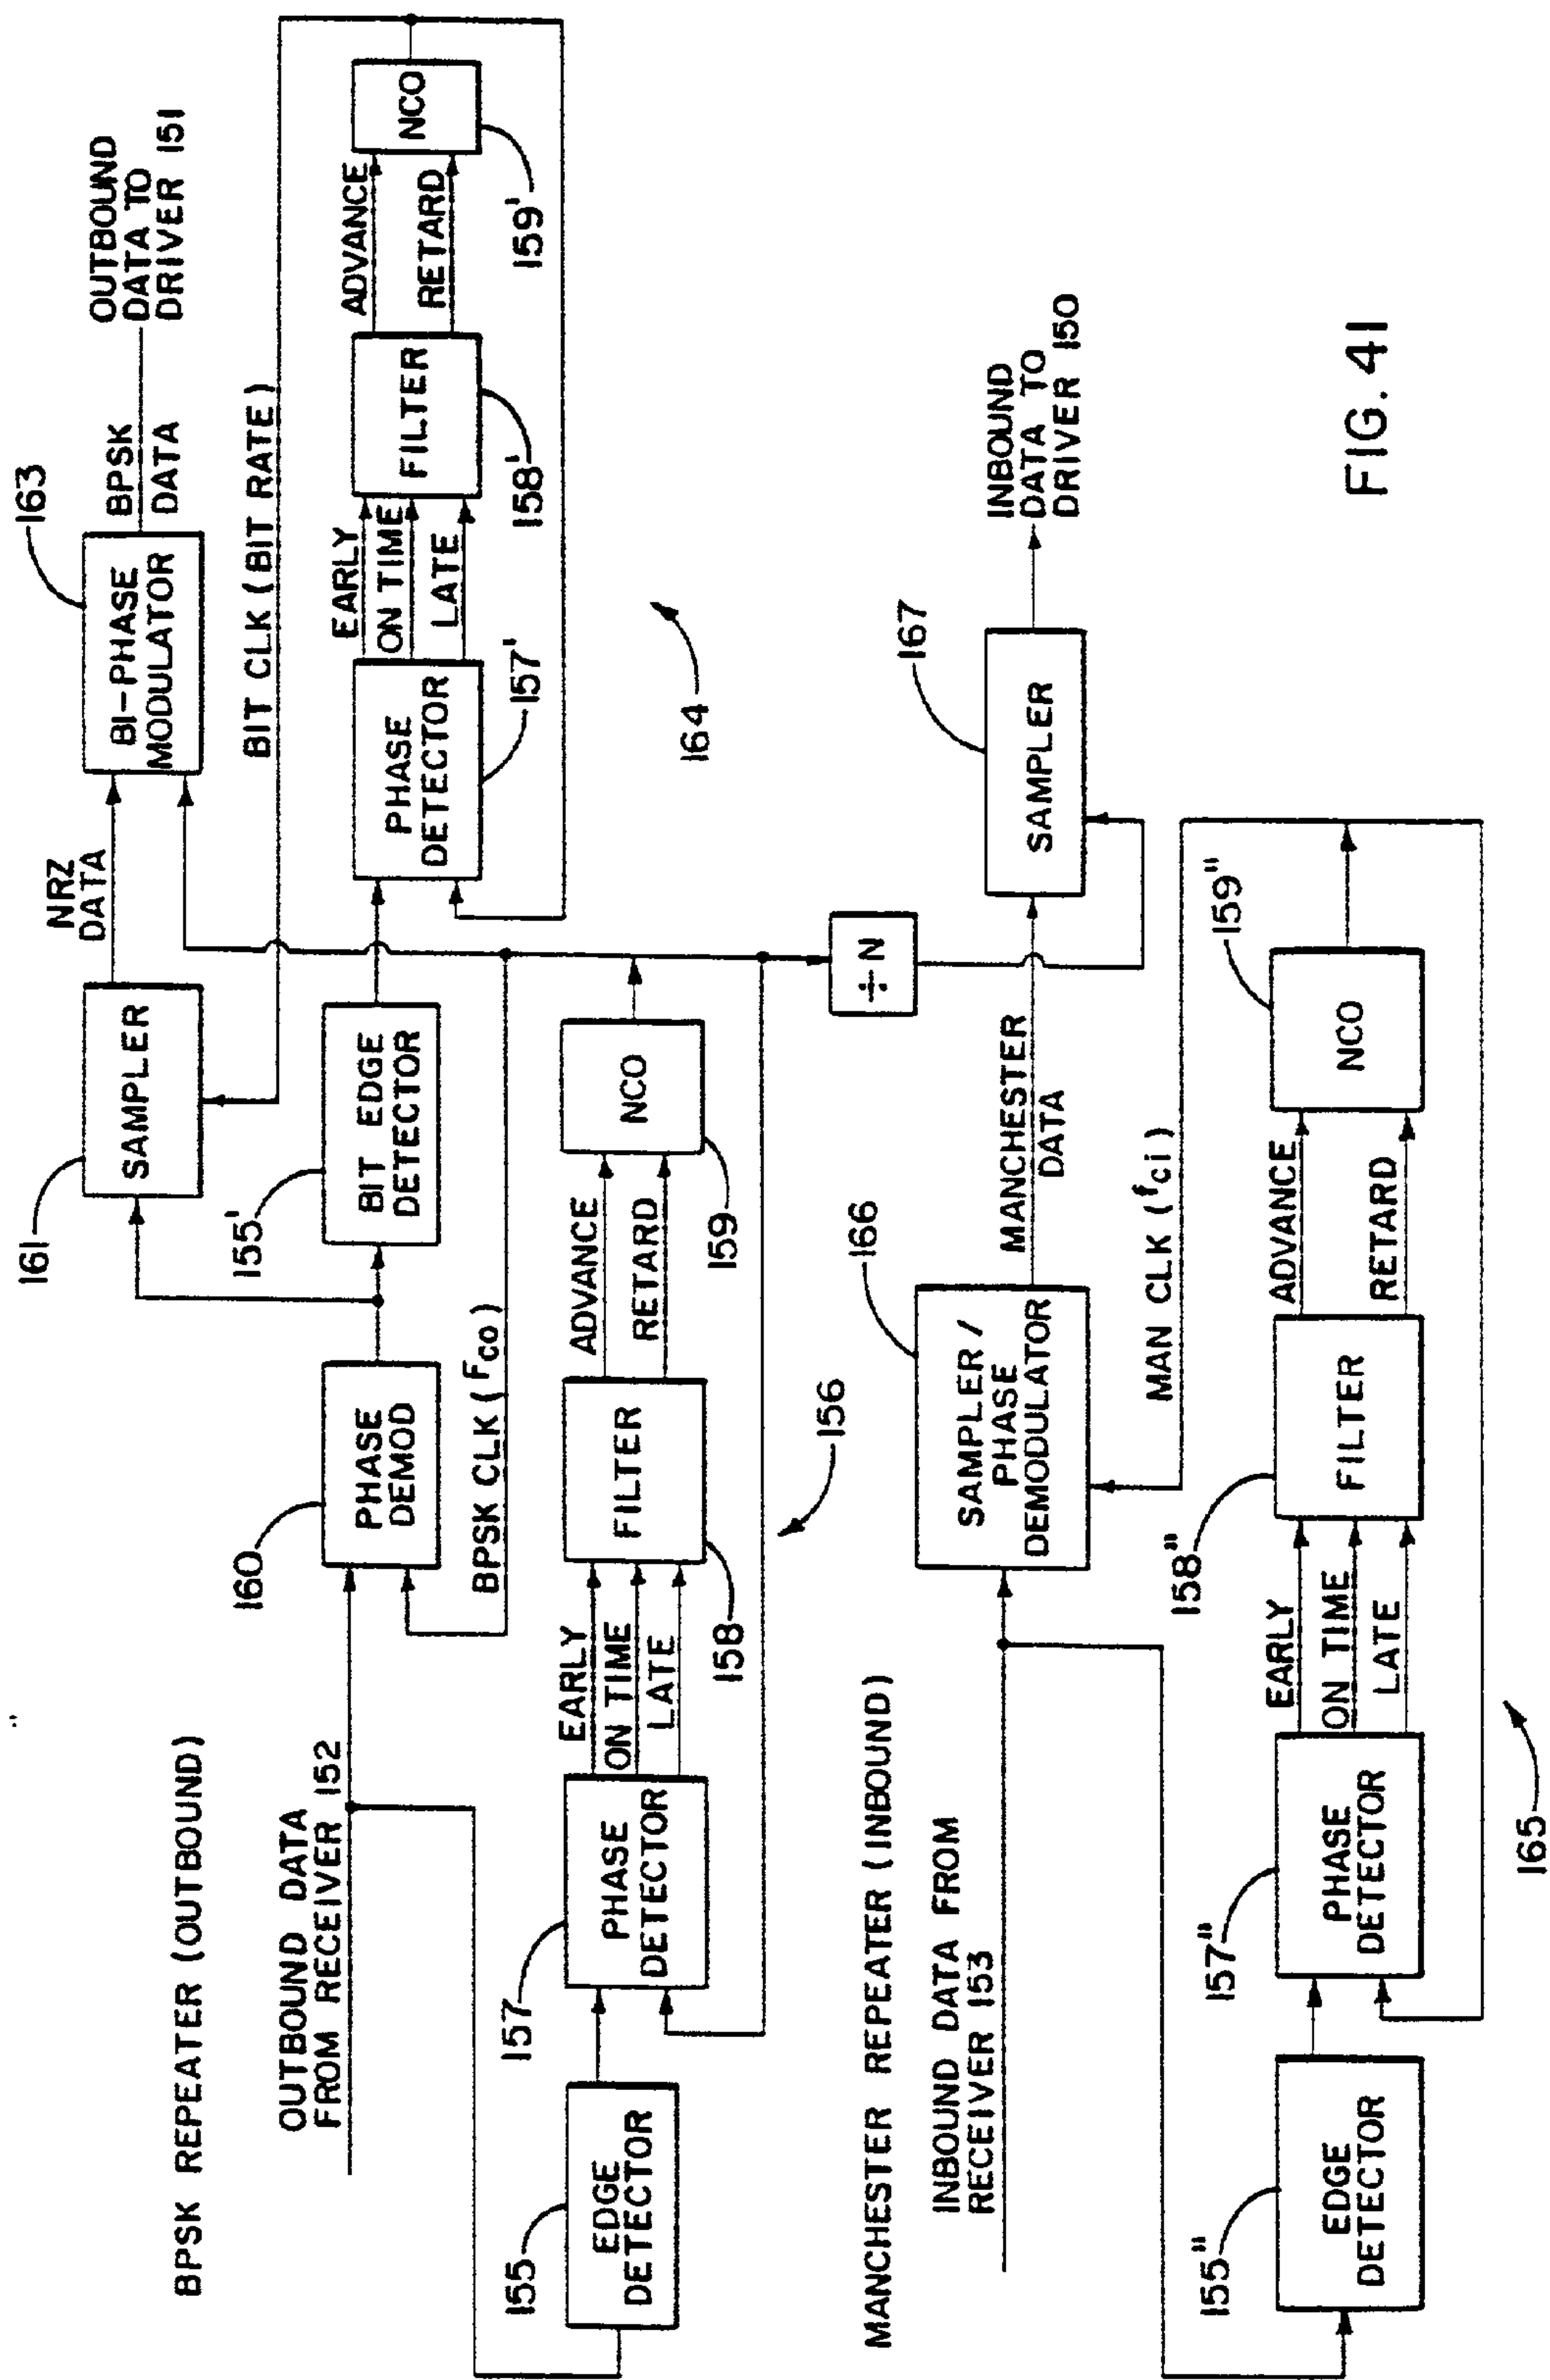 BPSK REPEATER (OUTBOUND)
OUTBOUND DATA
FROM RECEIVER 152
160
PHASE
DEMOD
161
SAMPLER
NRZ
DATA
163
BI-PHASE
MODULATOR
BPSK
DATA
OUTBOUND
DATA TO
DRIVER 151
155'
BIT EDGE
DETECTOR
BIT CLK (BIT RATE)
PHASE
DETECTOR
157'
EARLY
ON TIME
LATE
FILTER
158'
ADVANCE
RETARD
NCO
159'
164
BPSK CLK (Fco)
155
EDGE
DETECTOR
157
PHASE
DETECTOR
EARLY
ON TIME
LATE
FILTER
158
ADVANCE
RETARD
NCO
159
156
÷N
MANCHESTER REPEATER (INBOUND)
INBOUND DATA FROM
RECEIVER 153
166
SAMPLER /
PHASE
DEMODULATOR
MANCHESTER
DATA
167
SAMPLER
INBOUND
DATA TO
DRIVER 150
MAN CLK (fci)
155"
EDGE
DETECTOR
157"
PHASE
DETECTOR
EARLY
ON TIME
LATE
158"
FILTER
ADVANCE
RETARD
159"
NCO
165
FIG. 41